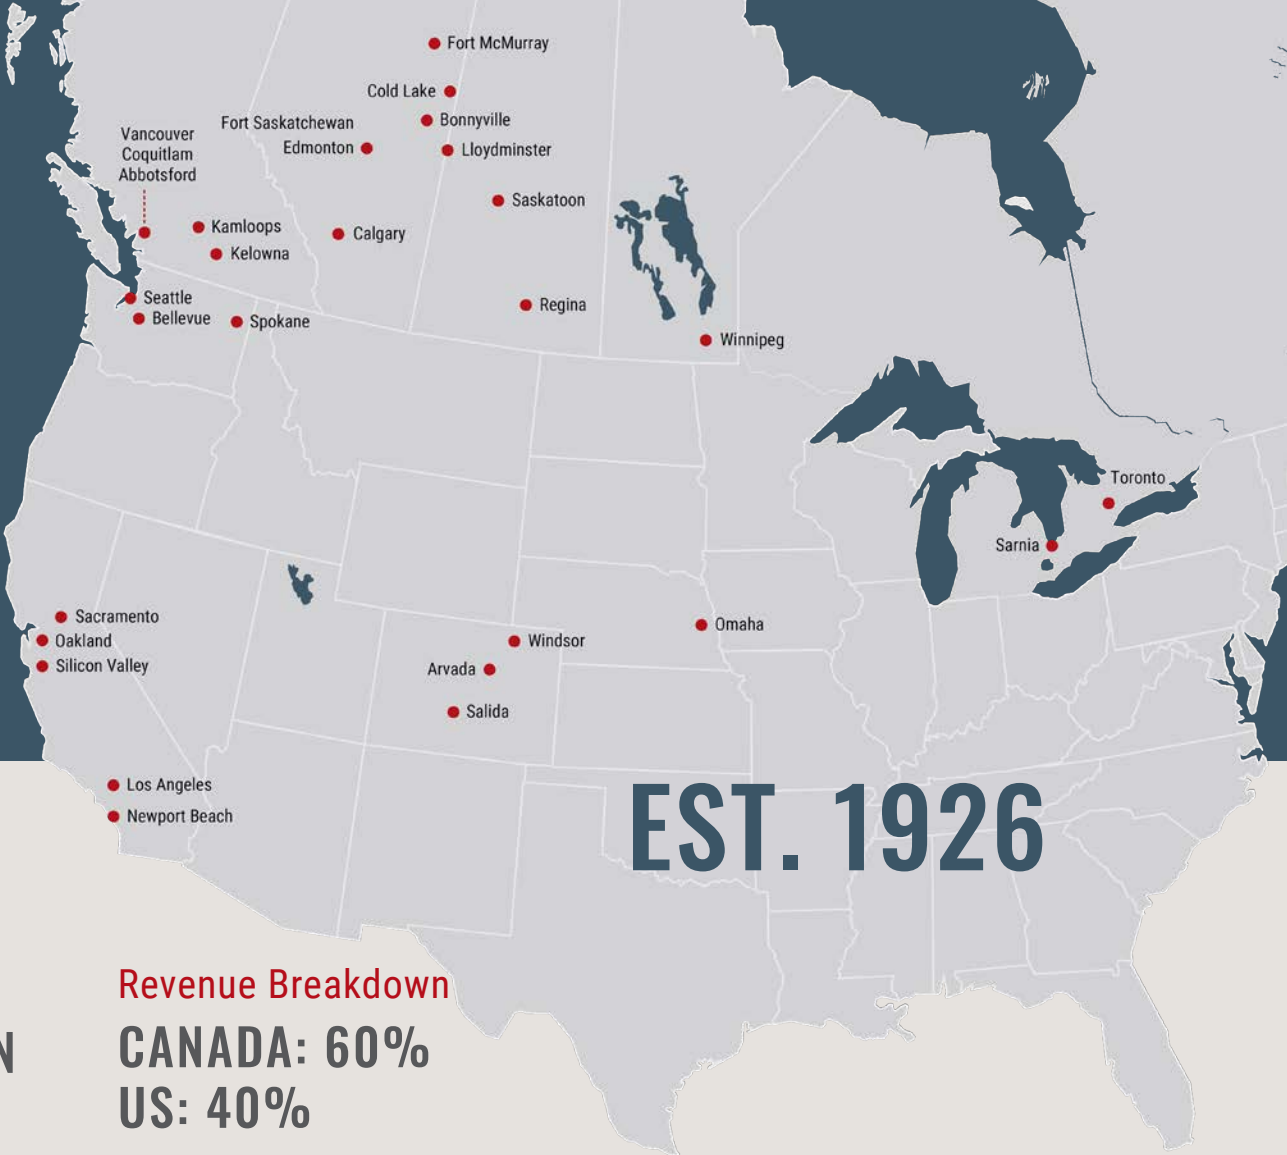 Fort McMurray
Cold Lake
Bonnyville
Fort Saskatchewan
Edmonton
Lloydminster
Vancouver
Coquitlam
Abbotsford
Saskatoon
Kamloops
Calgary
Kelowna
Seattle
Regina
Bellevue
Spokane
Winnipeg
Toronto
Sarnia
Sacramento
Omaha
Oakland
Windsor
Silicon Valley
Arvada
Salida
Los Angeles
Newport Beach
EST. 1926
Revenue Breakdown
N
CANADA: 60%
US: 40%